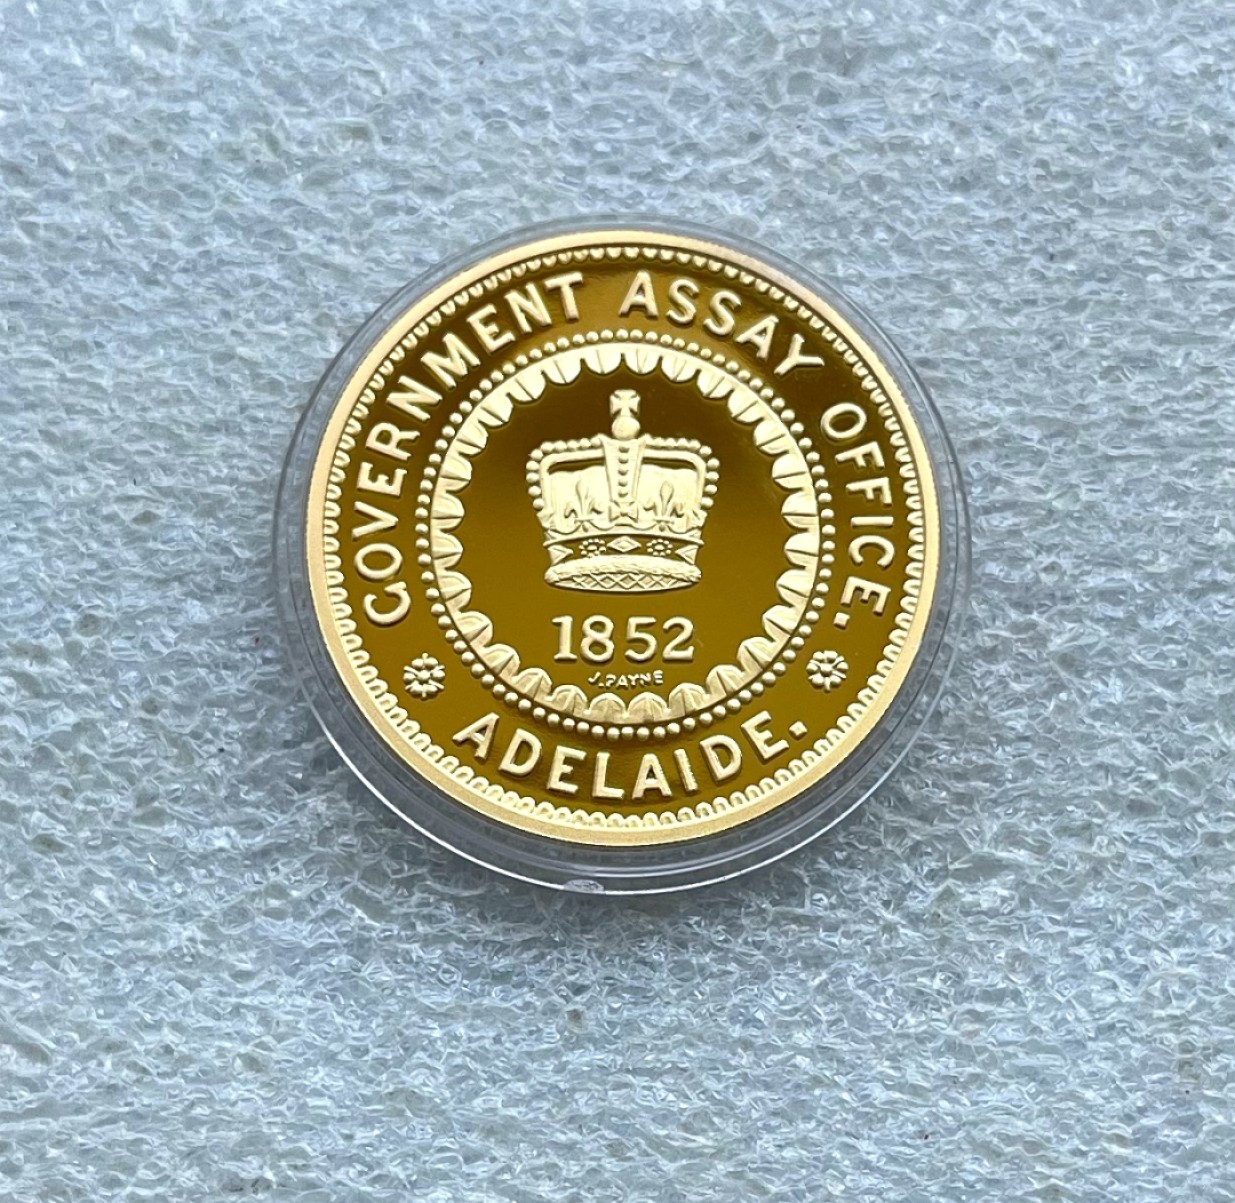 GOVERNMENT ASSAY OFFICE.
1852
J.PAYNE
ADELAIDE.